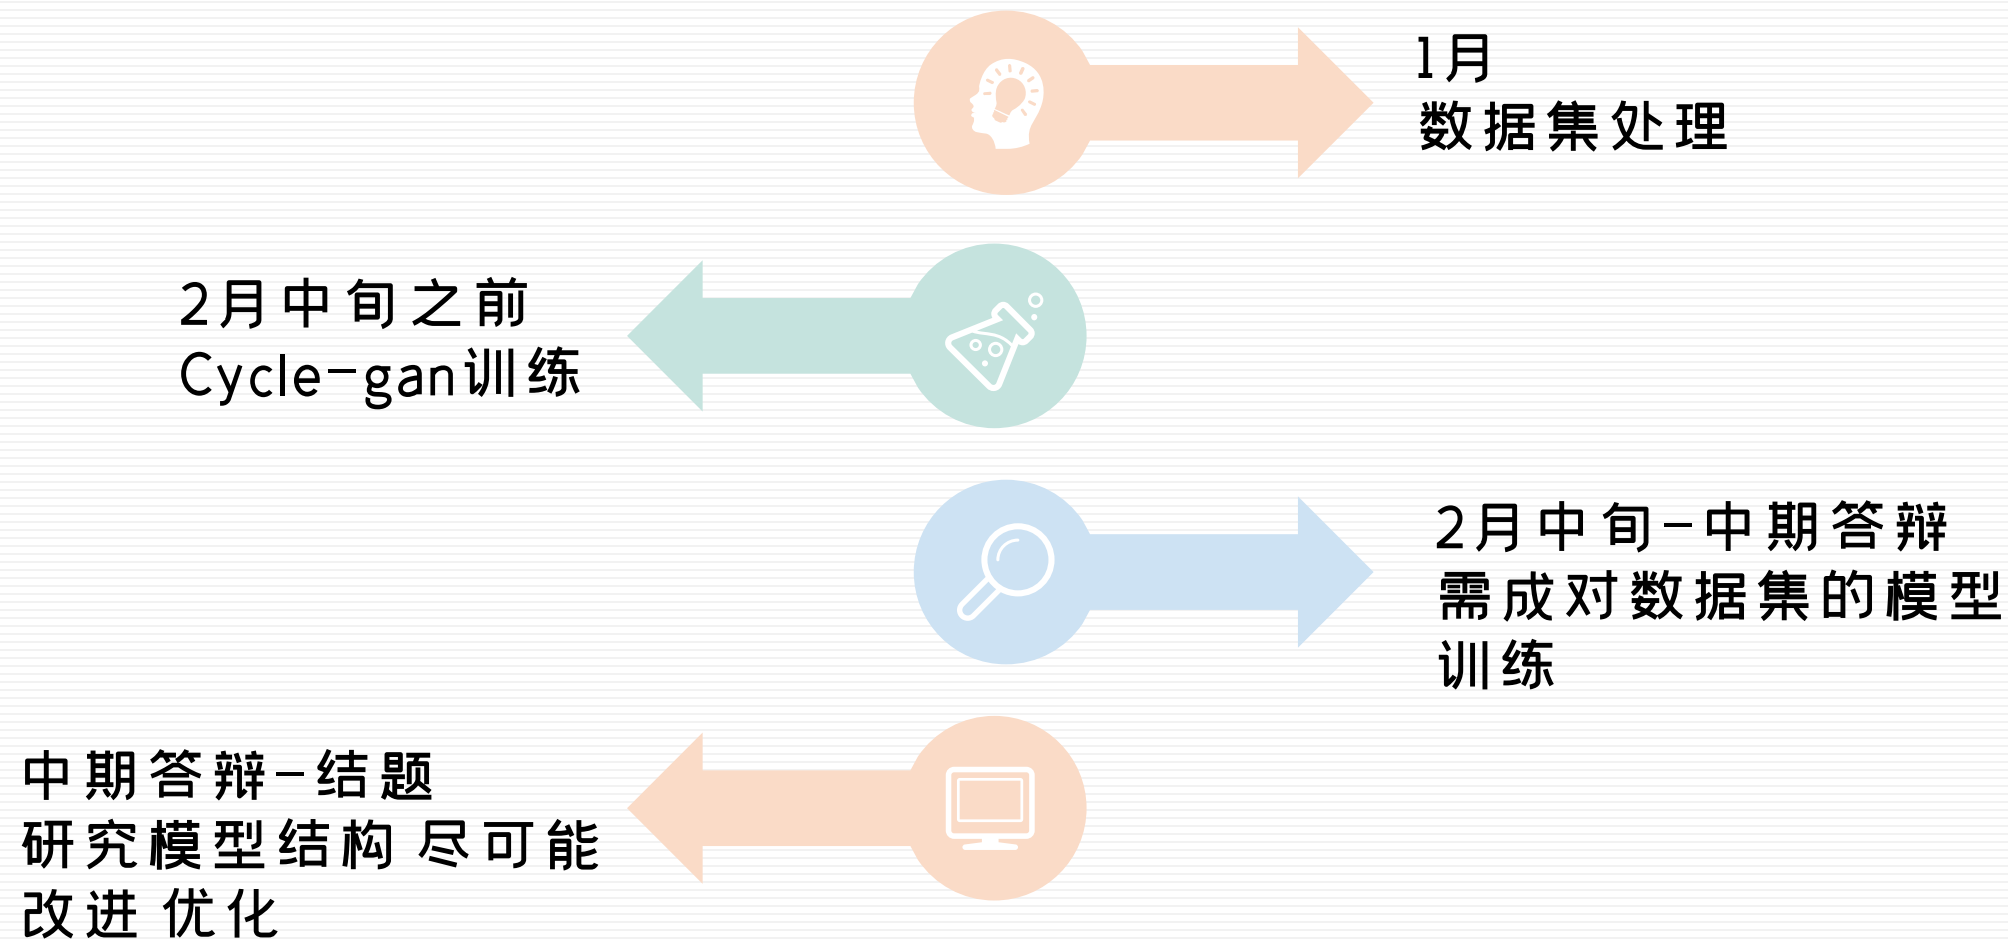 1月
数据集处理
2月中旬之前
Cycle-gan训练
2月中旬-中期答辩
需成对数据集的模型
训练
中期答辩-结题
研究模型结构 尽可能
改进 优化